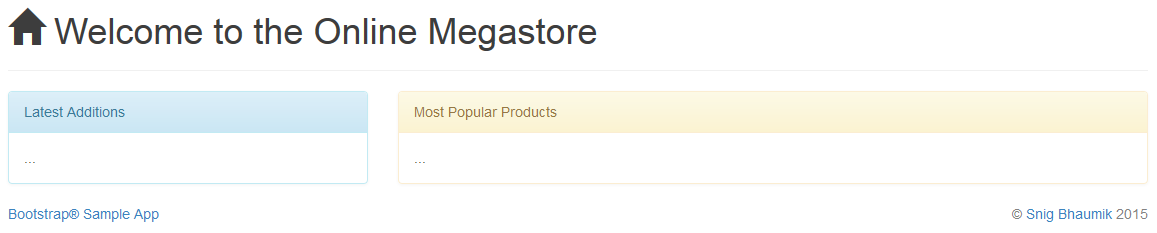 Welcome to the Online Megastore
Latest Additions
Most Popular Products
...
...
Bootstrap® Sample App
© Snig Bhaumik 2015